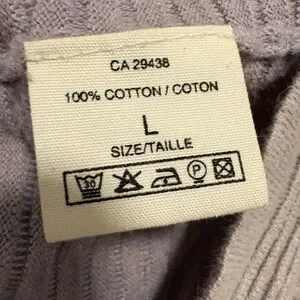 CA 29438
100% COTTON / COTON
L
SIZE/TAILLE
30 P